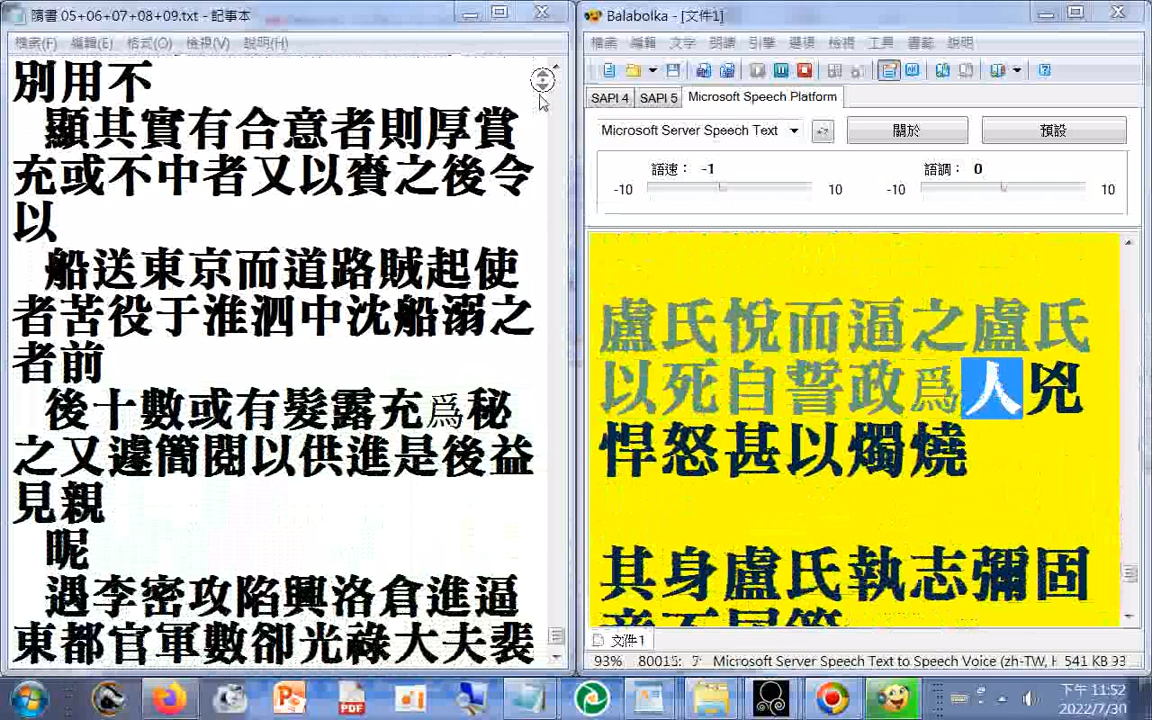 隋書 05+06+07+08+09.txt - 記事本
檔案(F) 編輯(E) 格式(O) 檢視(V) 說明(H)
別用不
顯其實有合意者則厚賞
充或不中者又以賚之後令
以
船送東京而道路賊起使
者苦役于淮泗中沈船溺之
者前
後十數或有髮露充爲秘
之又遽簡閱以供進是後益
見親
昵
遇李密攻陷興洛倉進逼
東都官軍數卻光祿大夫裴
Balabolka - [文件1]
檔案 編輯 文字 朗讀 引擎 選項 檢視 工具 書籤 說明
SAPI 4 SAPI 5 Microsoft Speech Platform
Microsoft Server Speech Text 關於 預設
語速： -1 語調： 0
-10 10 -10 10
盧氏悅而逼之盧氏
以死自誓政爲人兇
悍怒甚以燭燒
其身盧氏執志彌固
文件1
93% 80015: 7 Microsoft Server Speech Text to Speech Voice (zh-TW, H 541 KB 93
PDF
下午 11:52
2022/7/30